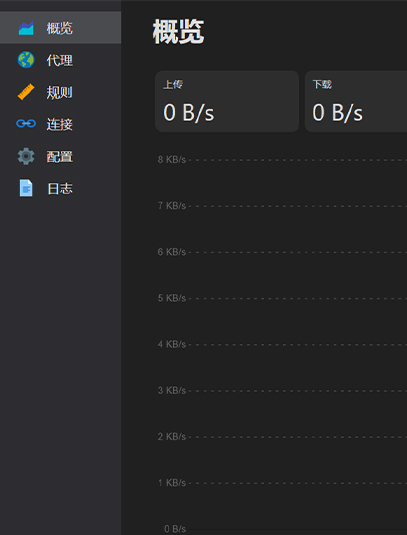 概览
代理
规则
连接
配置
日志
概览
上传
0 B/s
下载
0 B/s
8 KB/s
7 KB/s
6 KB/s
5 KB/s
4 KB/s
3 KB/s
2 KB/s
1 KB/s
0 B/s